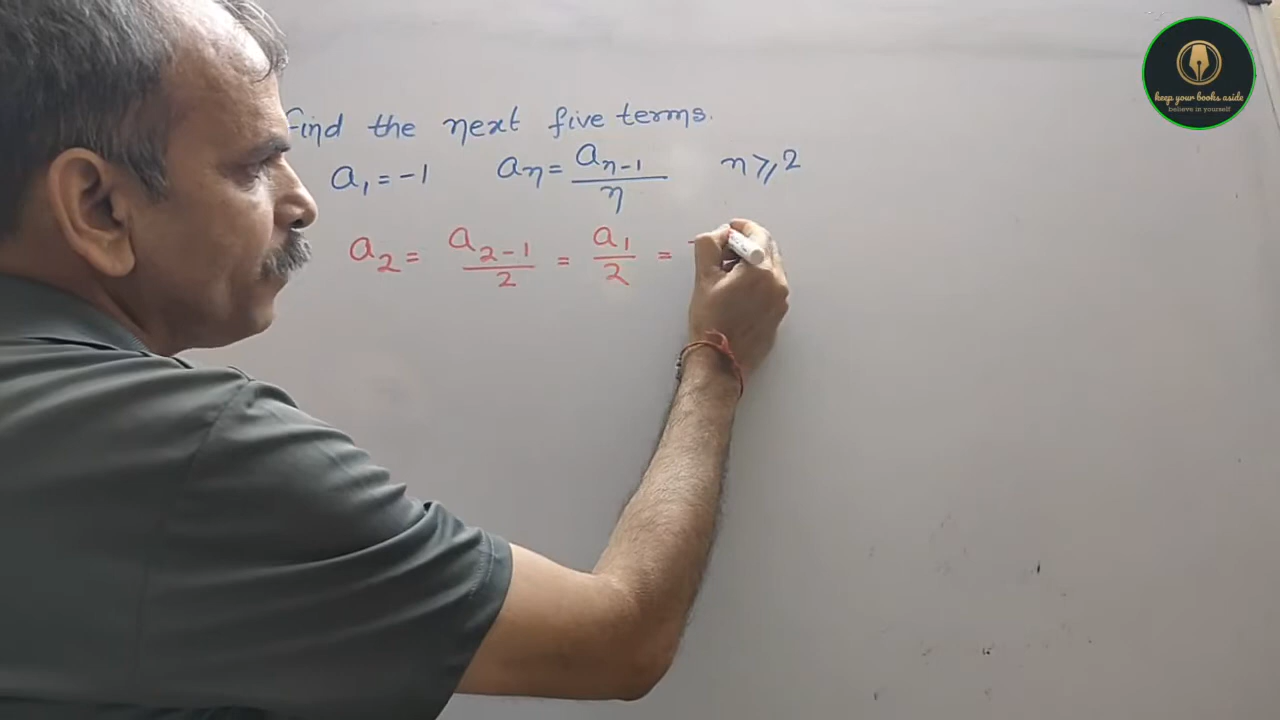 Find the next five terms.
a₁ = -1 aₙ = aₙ₋₁/n n ≥ 2
a₂ = a₂₋₁/2 = a₁/2 = -
keep your books aside
believe in yourself